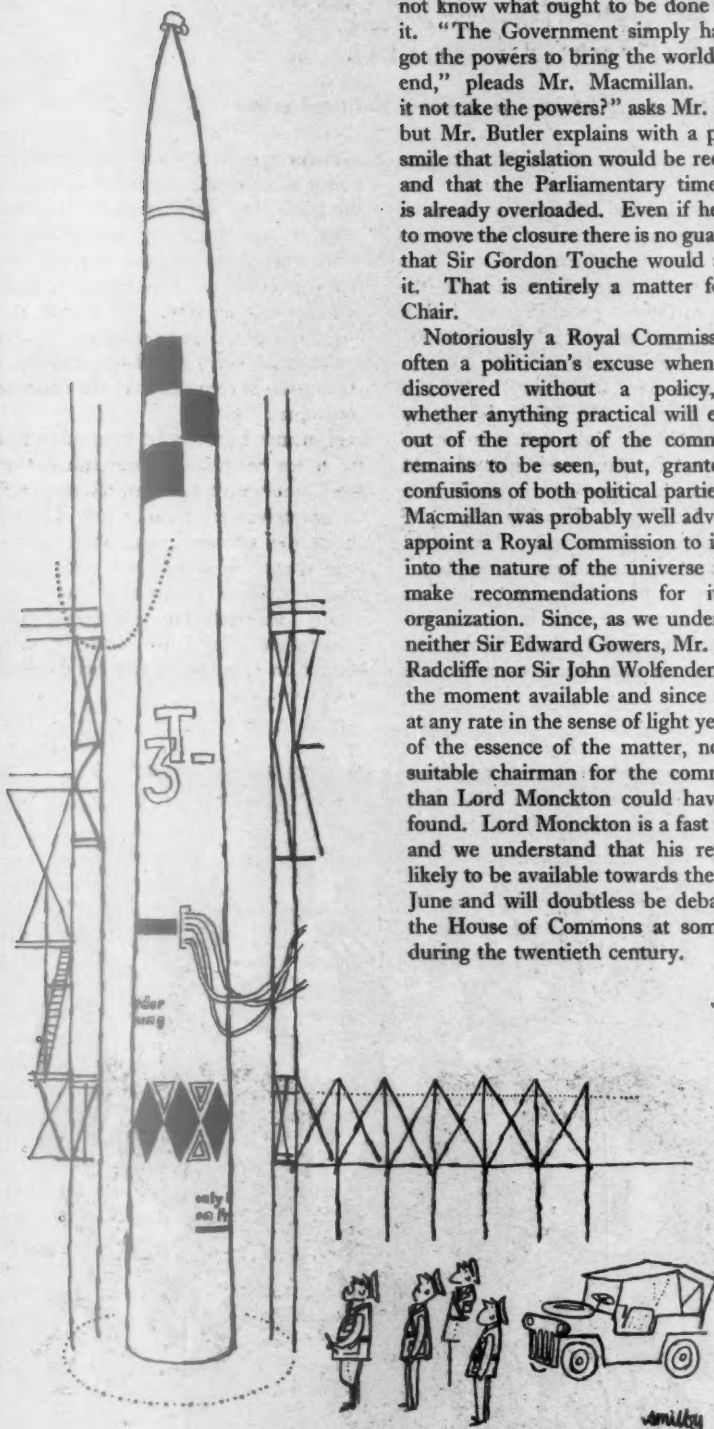 not know what ought to be done
it. "The Government simply ha
got the powers to bring the world
end," pleads Mr. Macmillan.
it not take the powers?" asks Mr.
but Mr. Butler explains with a p
smile that legislation would be rec
and that the Parliamentary time
is already overloaded. Even if he
to move the closure there is no gua
that Sir Gordon Touche would
it. That is entirely a matter fo
Chair.
Notoriously a Royal Commiss
often a politician's excuse when
discovered without a policy,
whether anything practical will e
out of the report of the comm
remains to be seen, but, grante
confusions of both political partie
Macmillan was probably well adv
appoint a Royal Commission to i
into the nature of the universe
make recommendations for i
organization. Since, as we under
neither Sir Edward Gowers, Mr.
Radcliffe nor Sir John Wolfenden
the moment available and since
at any rate in the sense of light ye
of the essence of the matter, no
suitable chairman for the comm
than Lord Monckton could hav
found. Lord Monckton is a fast
and we understand that his re
likely to be available towards the
June and will doubtless be deba
the House of Commons at som
during the twentieth century.
T-
3
der
ung
only
on
smilby